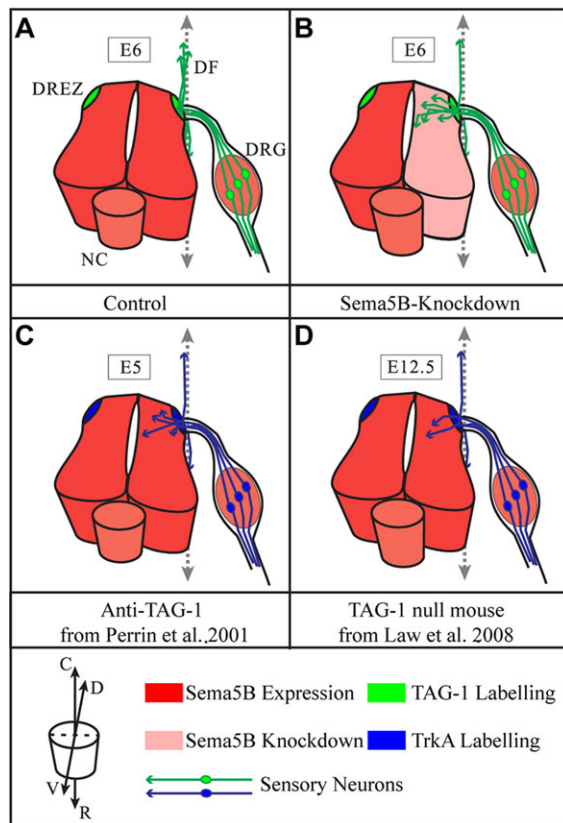 A
E6
DF
DREZ
DRG
NC
Control
B
E6
Sema5B-Knockdown
C
E5
Anti-TAG-1
from Perrin et al.2001
D
E12.5
TAG-1 null mouse
from Law et al. 2008
C
D
V
R
Sema5B Expression
TAG-1 Labelling
Sema5B Knockdown
TrkA Labelling
Sensory Neurons